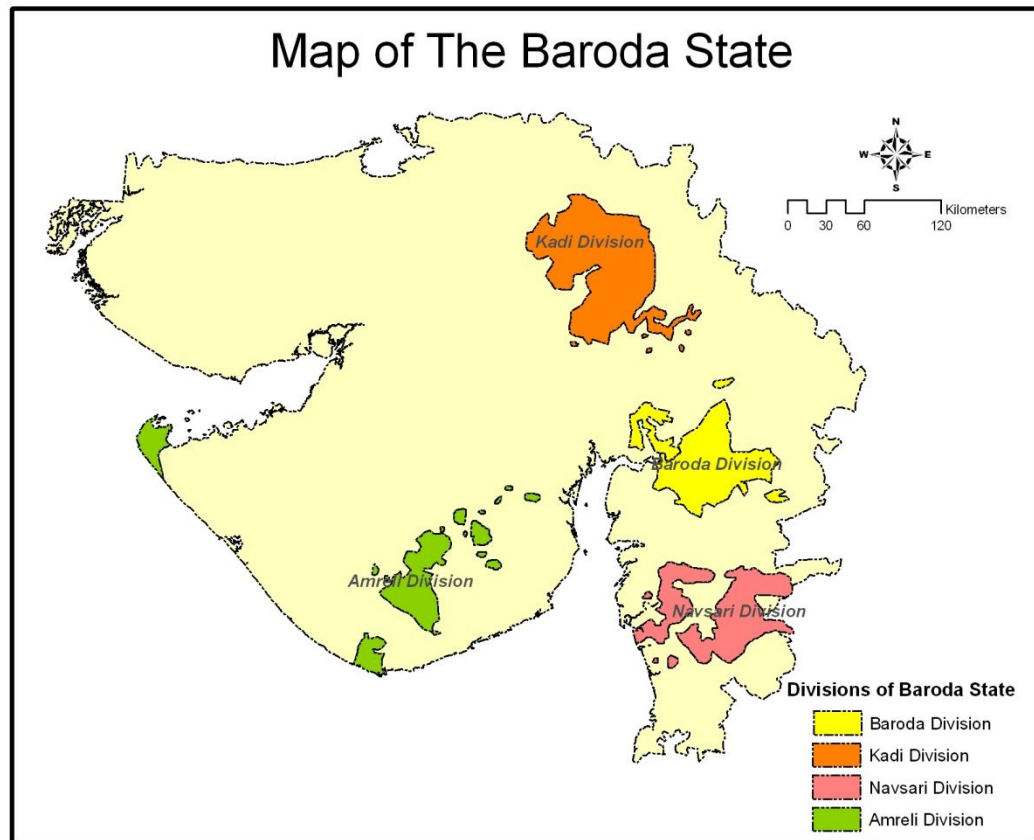 Map of The Baroda State
N
W E
S
Kilometers
0 30 60 120
Kadi Division
Baroda Division
Amreli Division
Navsari Division
Divisions of Baroda State
Baroda Division
Kadi Division
Navsari Division
Amreli Division